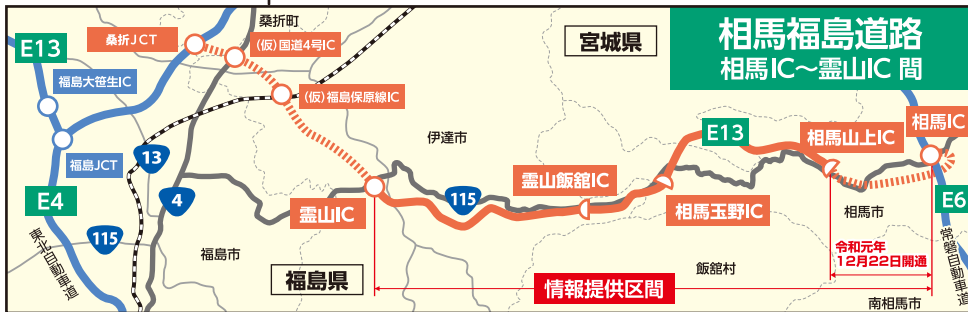 相馬福島道路
相馬IC～霊山IC 間
桑折町
桑折JCT
(仮)国道4号IC
宮城県
E13
福島大笹生IC
(仮)福島保原線IC
伊達市
E13
相馬山上IC
相馬IC
福島JCT
13
霊山飯舘IC
E4
4
115
相馬玉野IC
E6
霊山IC
相馬市
115
東北自動車道
福島市
福島県
飯舘村
令和元年
12月22日開通
常磐自動車道
情報提供区間
南相馬市